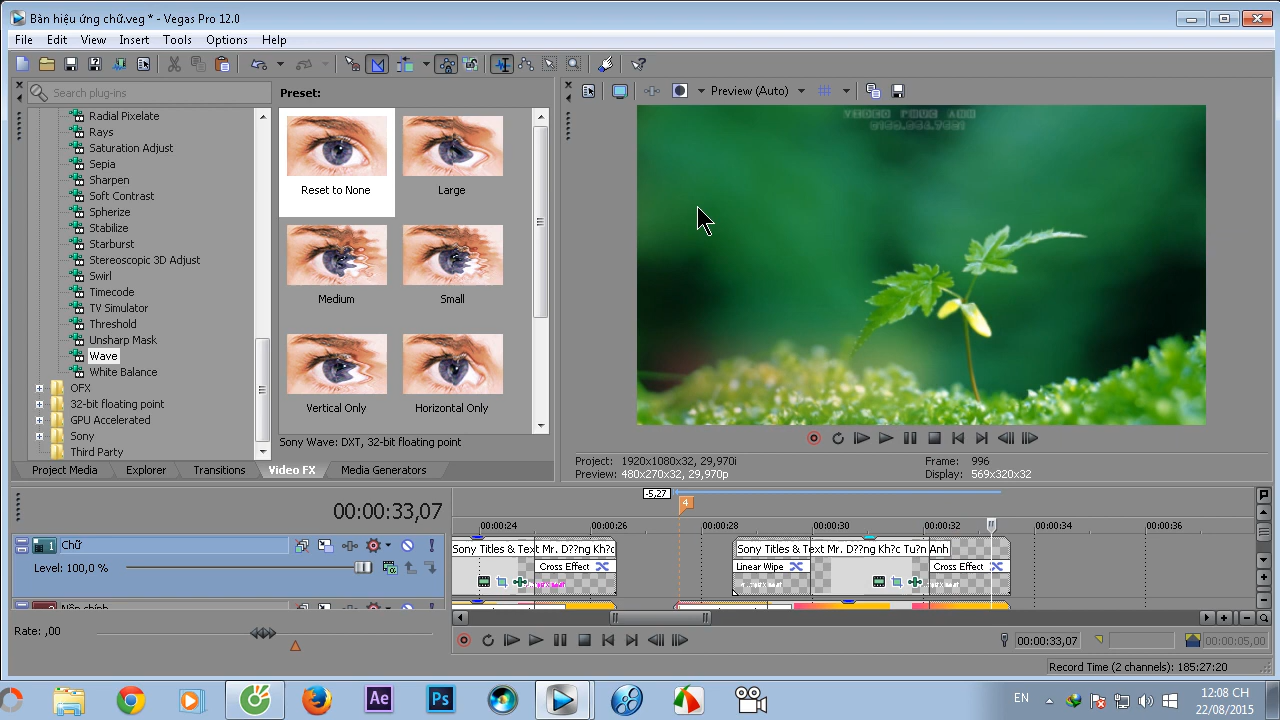 Bàn hiệu ứng chữ.veg * - Vegas Pro 12.0
File Edit View Insert Tools Options Help
Search plug-ins
Radial Pixelate
Rays
Saturation Adjust
Sepia
Sharpen
Soft Contrast
Spherize
Stabilize
Starburst
Stereoscopic 3D Adjust
Swirl
Timecode
TV Simulator
Threshold
Unsharp Mask
Wave
White Balance
OFX
32-bit floating point
GPU Accelerated
Sony
Third Party
Preset:
Reset to None
Large
Medium
Small
Vertical Only
Horizontal Only
Sony Wave: DXT, 32-bit floating point
Project Media Explorer Transitions Video FX Media Generators
Preview (Auto)
Project: 1920x1080x32, 29,970i
Preview: 480x270x32, 29,970p
Frame: 996
Display: 569x320x32
00:00:33,07
-5,27
4
00:00:24 00:00:26 00:00:28 00:00:30 00:00:32 00:00:34 00:00:36
1 Chữ
Level: 100,0 %
Sony Titles & Text Mr. D??ng Kh?c
Cross Effect
Sony Titles & Text Mr. D??ng Kh?c Tu?n Anh
Linear Wipe
Cross Effect
Rate: ,00
00:00:33,07
00:00:05,00
Record Time (2 channels): 185:27:20
Ae
Ps
EN
12:08 CH
22/08/2015